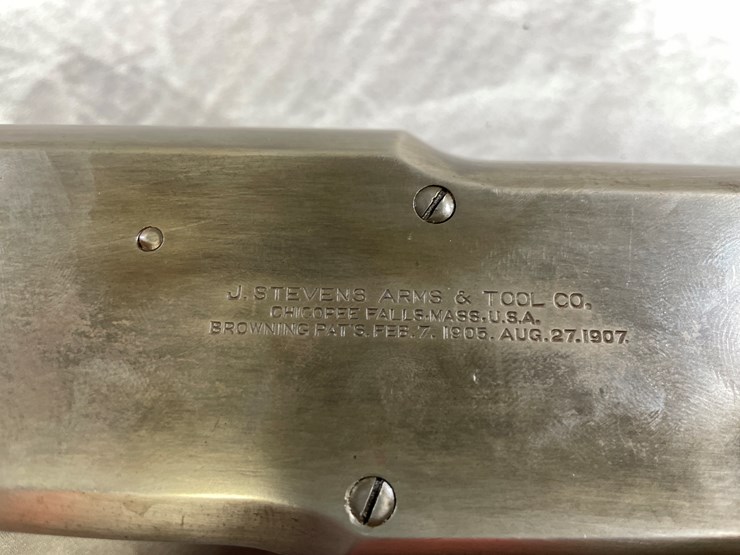 J. STEVENS ARMS & TOOL CO.
CHICOPEE FALLS.MASS.U.S.A.
BROWNING PAT'S. FEB. 7. 1905. AUG. 27. 1907.